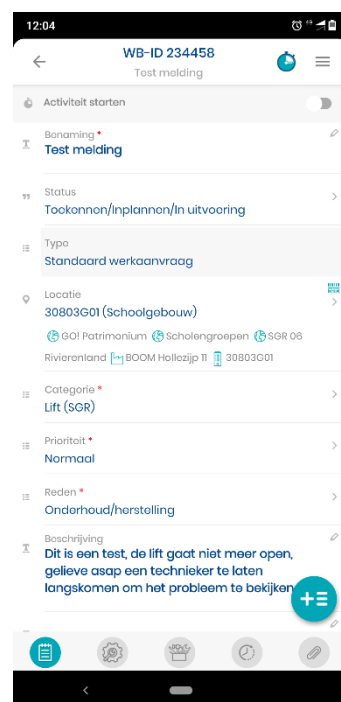 12:04
WB-ID 234458
Test melding
Activiteit starten
Benaming *
Test melding
Status
Toekennen/Inplannen/In uitvoering
Type
Standaard werkaanvraag
Locatie
30803G01 (Schoolgebouw)
GO! Patrimonium Scholengroepen SGR 06
Rivierenland BOOM Hollezijp 11 30803G01
Categorie *
Lift (SGR)
Prioriteit *
Normaal
Reden *
Onderhoud/herstelling
Beschrijving
Dit is een test, de lift gaat niet meer open,
gelieve asap een technieker te laten
langskomen om het probleem te bekijken